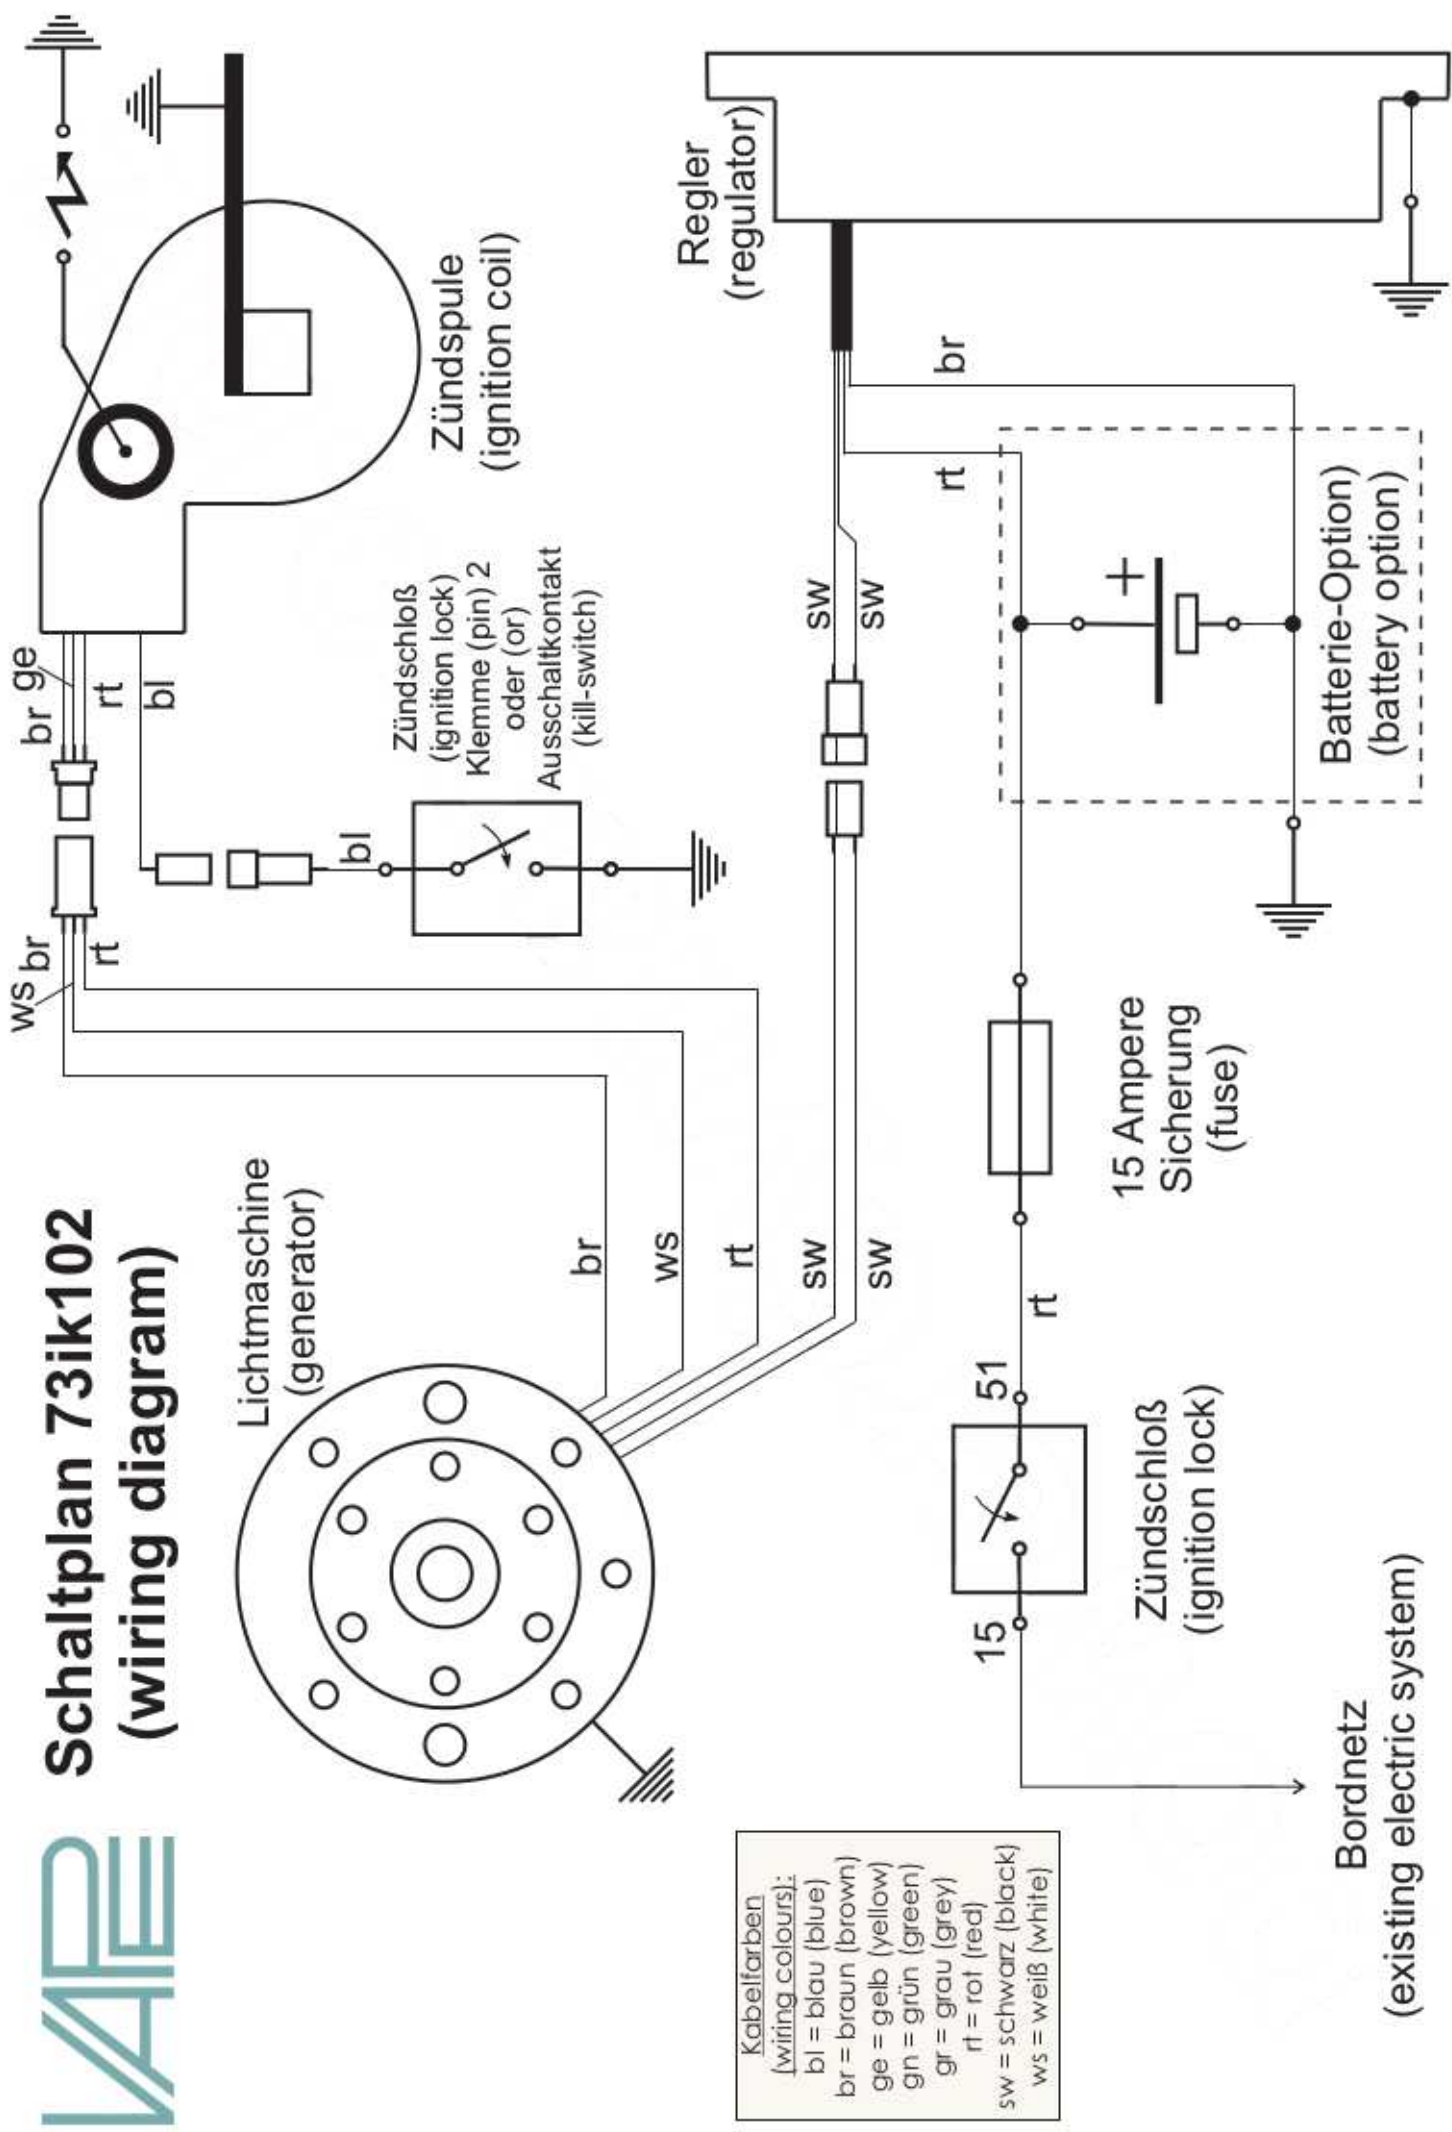 VAPE
Schaltplan 73ik102
(wiring diagram)
Lichtmaschine
(generator)
br
ws
rt
sw
sw
ws br
rt
br ge
rt
bl
bl
Zündschloß
(ignition lock)
Klemme (pin) 2
oder (or)
Ausschaltkontakt
(kill-switch)
Zündspule
(ignition coil)
Regler
(regulator)
sw
sw
rt
br
+
Batterie-Option)
(battery option)
15 Ampere
Sicherung
(fuse)
rt
15
51
Zündschloß
(ignition lock)
Bordnetz
(existing electric system)
Kabelfarben
(wiring colours):
bl = blau (blue)
br = braun (brown)
ge = gelb (yellow)
gn = grün (green)
gr = grau (grey)
rt = rot (red)
sw = schwarz (black)
ws = weiß (white)